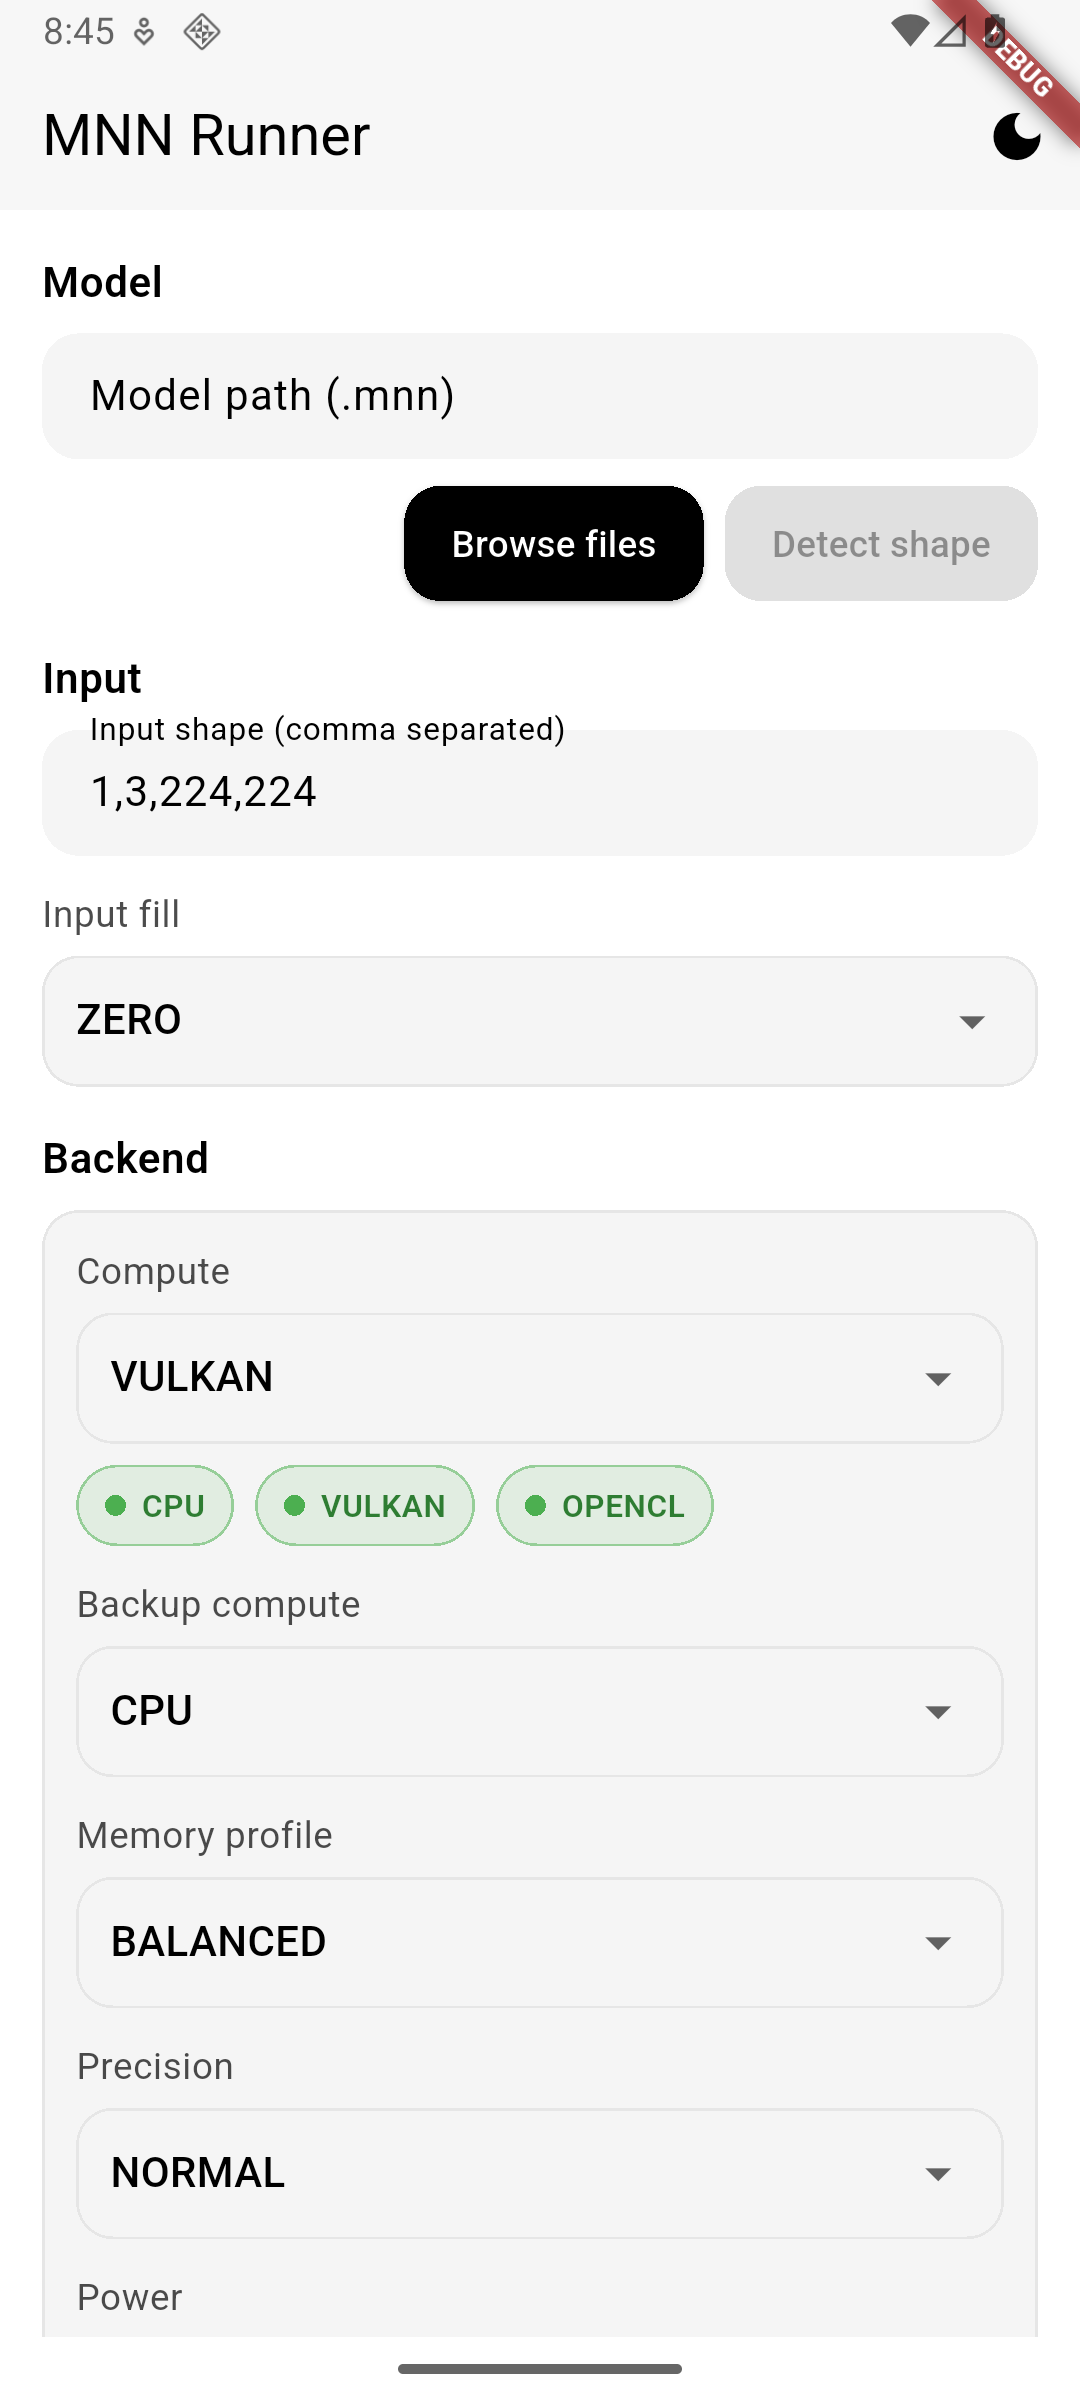 8:45
DEBUG
MNN Runner
Model
Model path (.mnn)
Browse files
Detect shape
Input
Input shape (comma separated)
1,3,224,224
Input fill
ZERO
Backend
Compute
VULKAN
CPU
VULKAN
OPENCL
Backup compute
CPU
Memory profile
BALANCED
Precision
NORMAL
Power